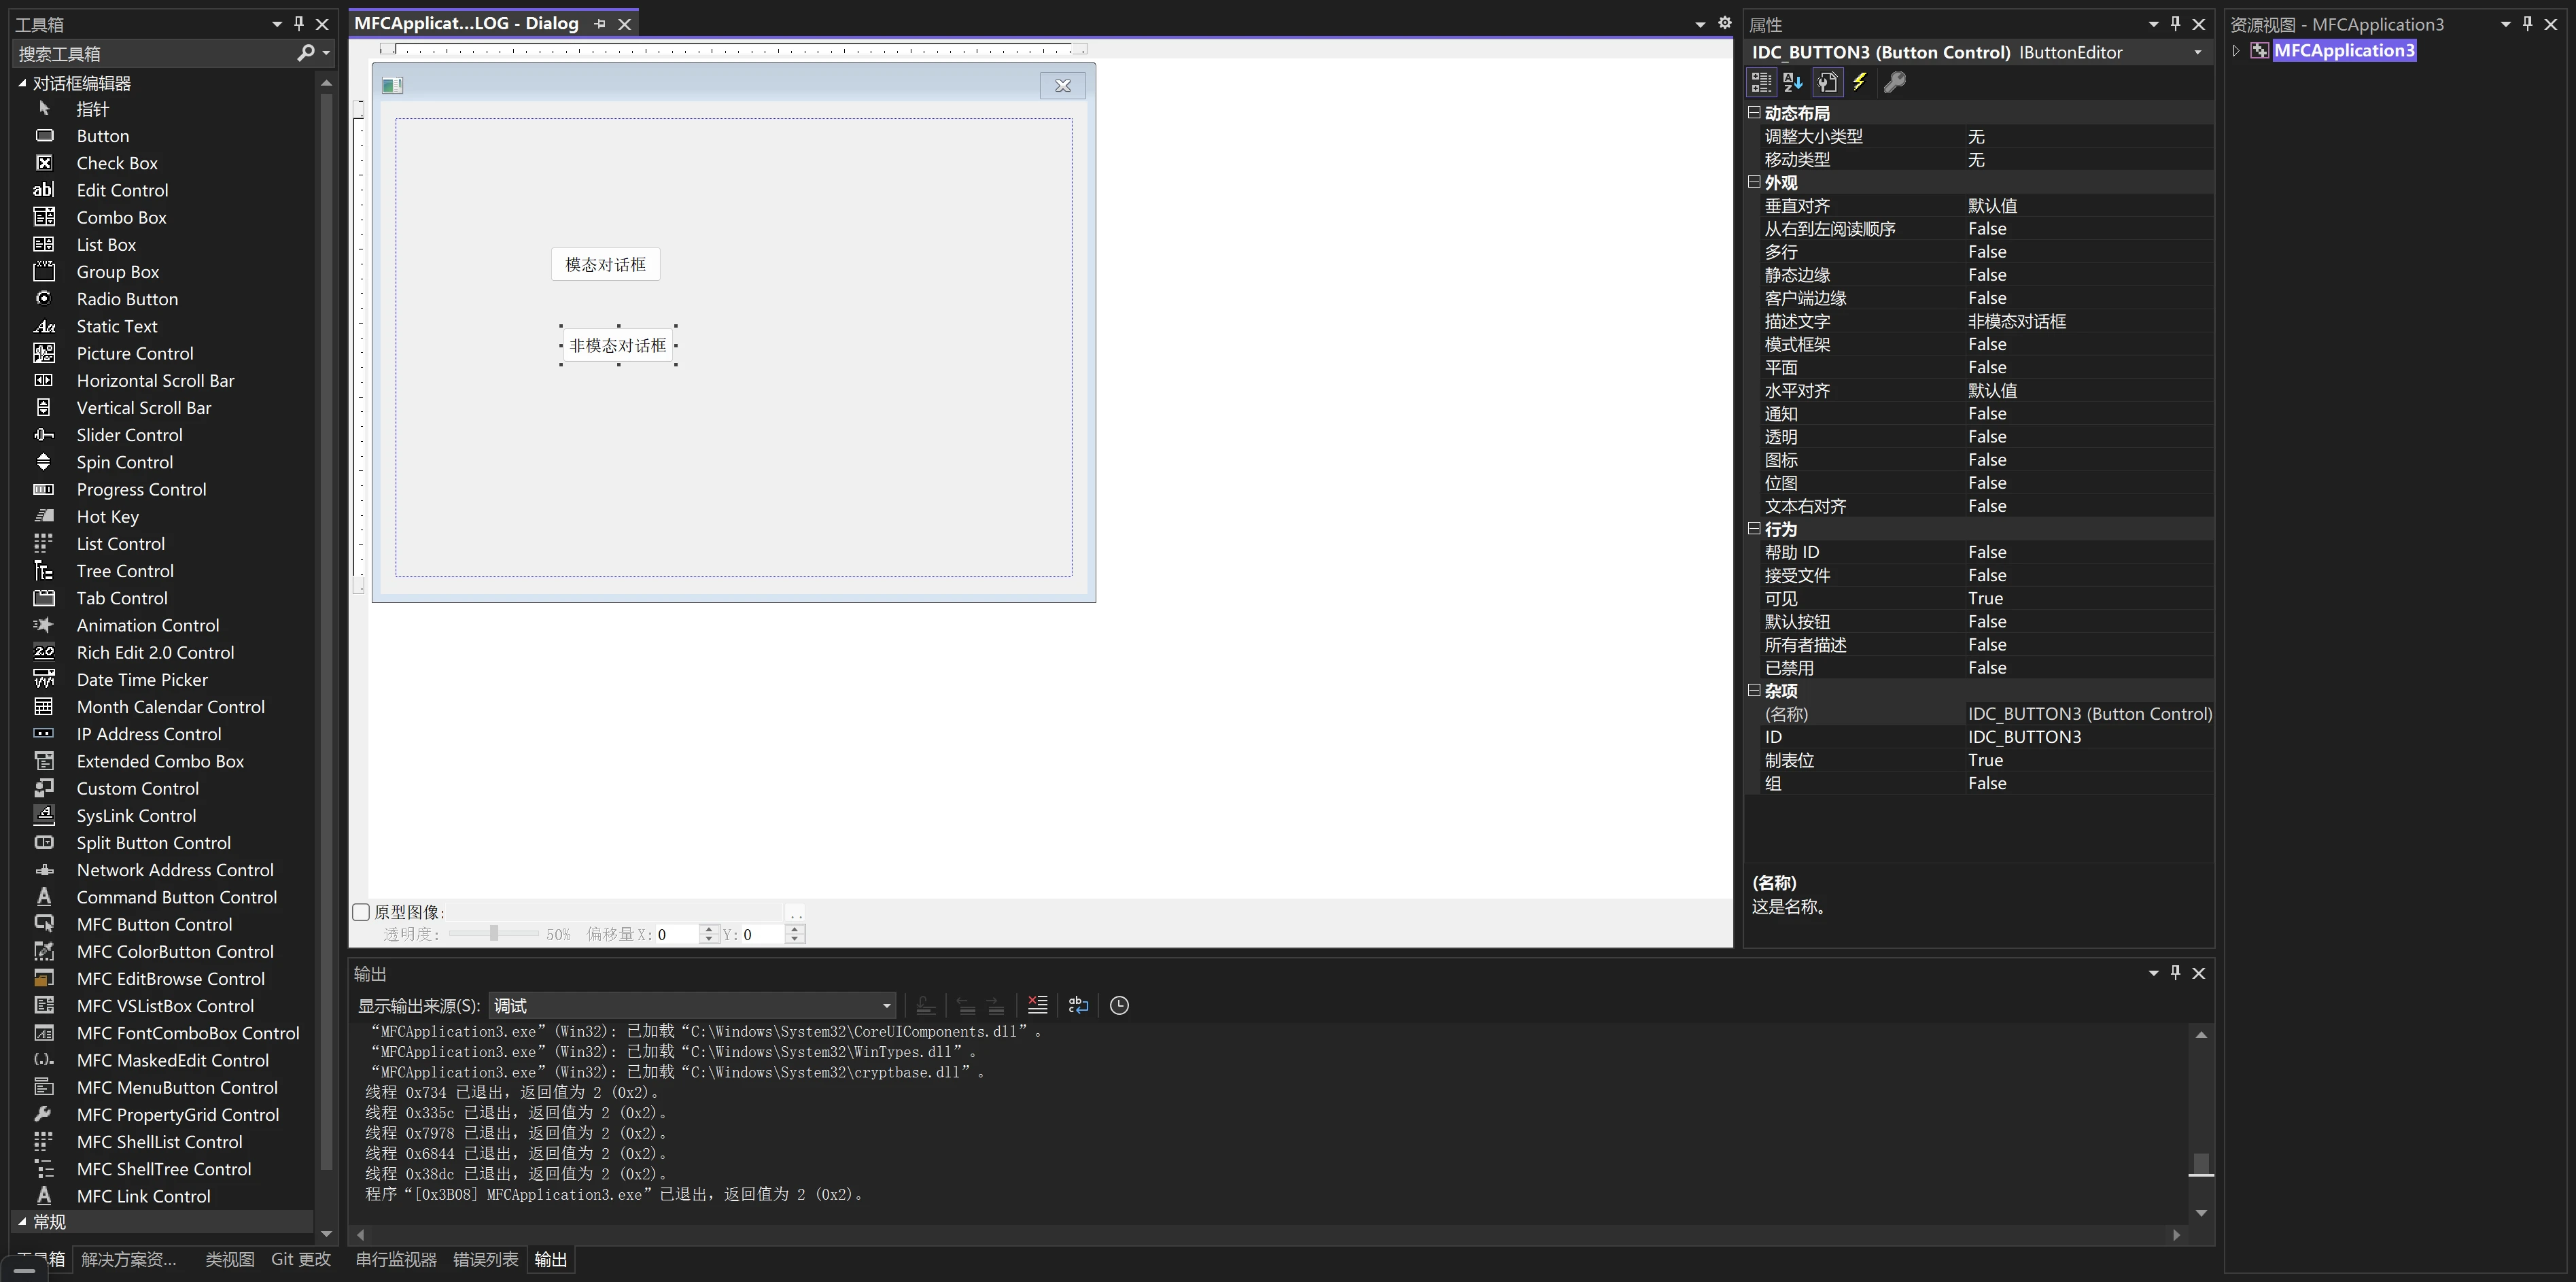 工具箱
搜索工具箱
对话框编辑器
指针
Button
Check Box
Edit Control
Combo Box
List Box
Group Box
Radio Button
Static Text
Picture Control
Horizontal Scroll Bar
Vertical Scroll Bar
Slider Control
Spin Control
Progress Control
Hot Key
List Control
Tree Control
Tab Control
Animation Control
Rich Edit 2.0 Control
Date Time Picker
Month Calendar Control
IP Address Control
Extended Combo Box
Custom Control
SysLink Control
Split Button Control
Network Address Control
Command Button Control
MFC Button Control
MFC ColorButton Control
MFC EditBrowse Control
MFC VSListBox Control
MFC FontComboBox Control
MFC MaskedEdit Control
MFC MenuButton Control
MFC PropertyGrid Control
MFC ShellList Control
MFC ShellTree Control
MFC Link Control
常规
工具箱 解决方案资... 类视图 Git 更改
MFCApplicat...LOG - Dialog
模态对话框
非模态对话框
原型图像: ..
透明度: 50% 偏移量 X: 0 Y: 0
输出
显示输出来源(S): 调试
“MFCApplication3.exe”(Win32): 已加载“C:\Windows\System32\CoreUIComponents.dll”。
“MFCApplication3.exe”(Win32): 已加载“C:\Windows\System32\WinTypes.dll”。
“MFCApplication3.exe”(Win32): 已加载“C:\Windows\System32\cryptbase.dll”。
线程 0x734 已退出，返回值为 2 (0x2)。
线程 0x335c 已退出，返回值为 2 (0x2)。
线程 0x7978 已退出，返回值为 2 (0x2)。
线程 0x6844 已退出，返回值为 2 (0x2)。
线程 0x38dc 已退出，返回值为 2 (0x2)。
程序“[0x3B08] MFCApplication3.exe”已退出，返回值为 2 (0x2)。
串行监视器 错误列表 输出
属性
IDC_BUTTON3 (Button Control) IButtonEditor
动态布局
调整大小类型 无
移动类型 无
外观
垂直对齐 默认值
从右到左阅读顺序 False
多行 False
静态边缘 False
客户端边缘 False
描述文字 非模态对话框
模式框架 False
平面 False
水平对齐 默认值
通知 False
透明 False
图标 False
位图 False
文本右对齐 False
行为
帮助 ID False
接受文件 False
可见 True
默认按钮 False
所有者描述 False
已禁用 False
杂项
(名称) IDC_BUTTON3 (Button Control)
ID IDC_BUTTON3
制表位 True
组 False
(名称)
这是名称。
资源视图 - MFCApplication3
MFCApplication3